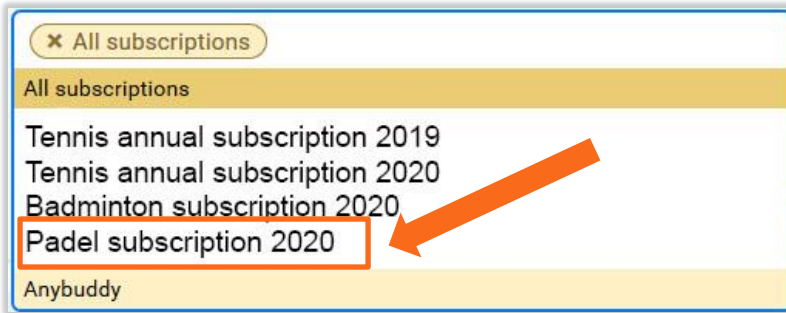 × All subscriptions
All subscriptions
Tennis annual subscription 2019
Tennis annual subscription 2020
Badminton subscription 2020
Padel subscription 2020
Anybuddy